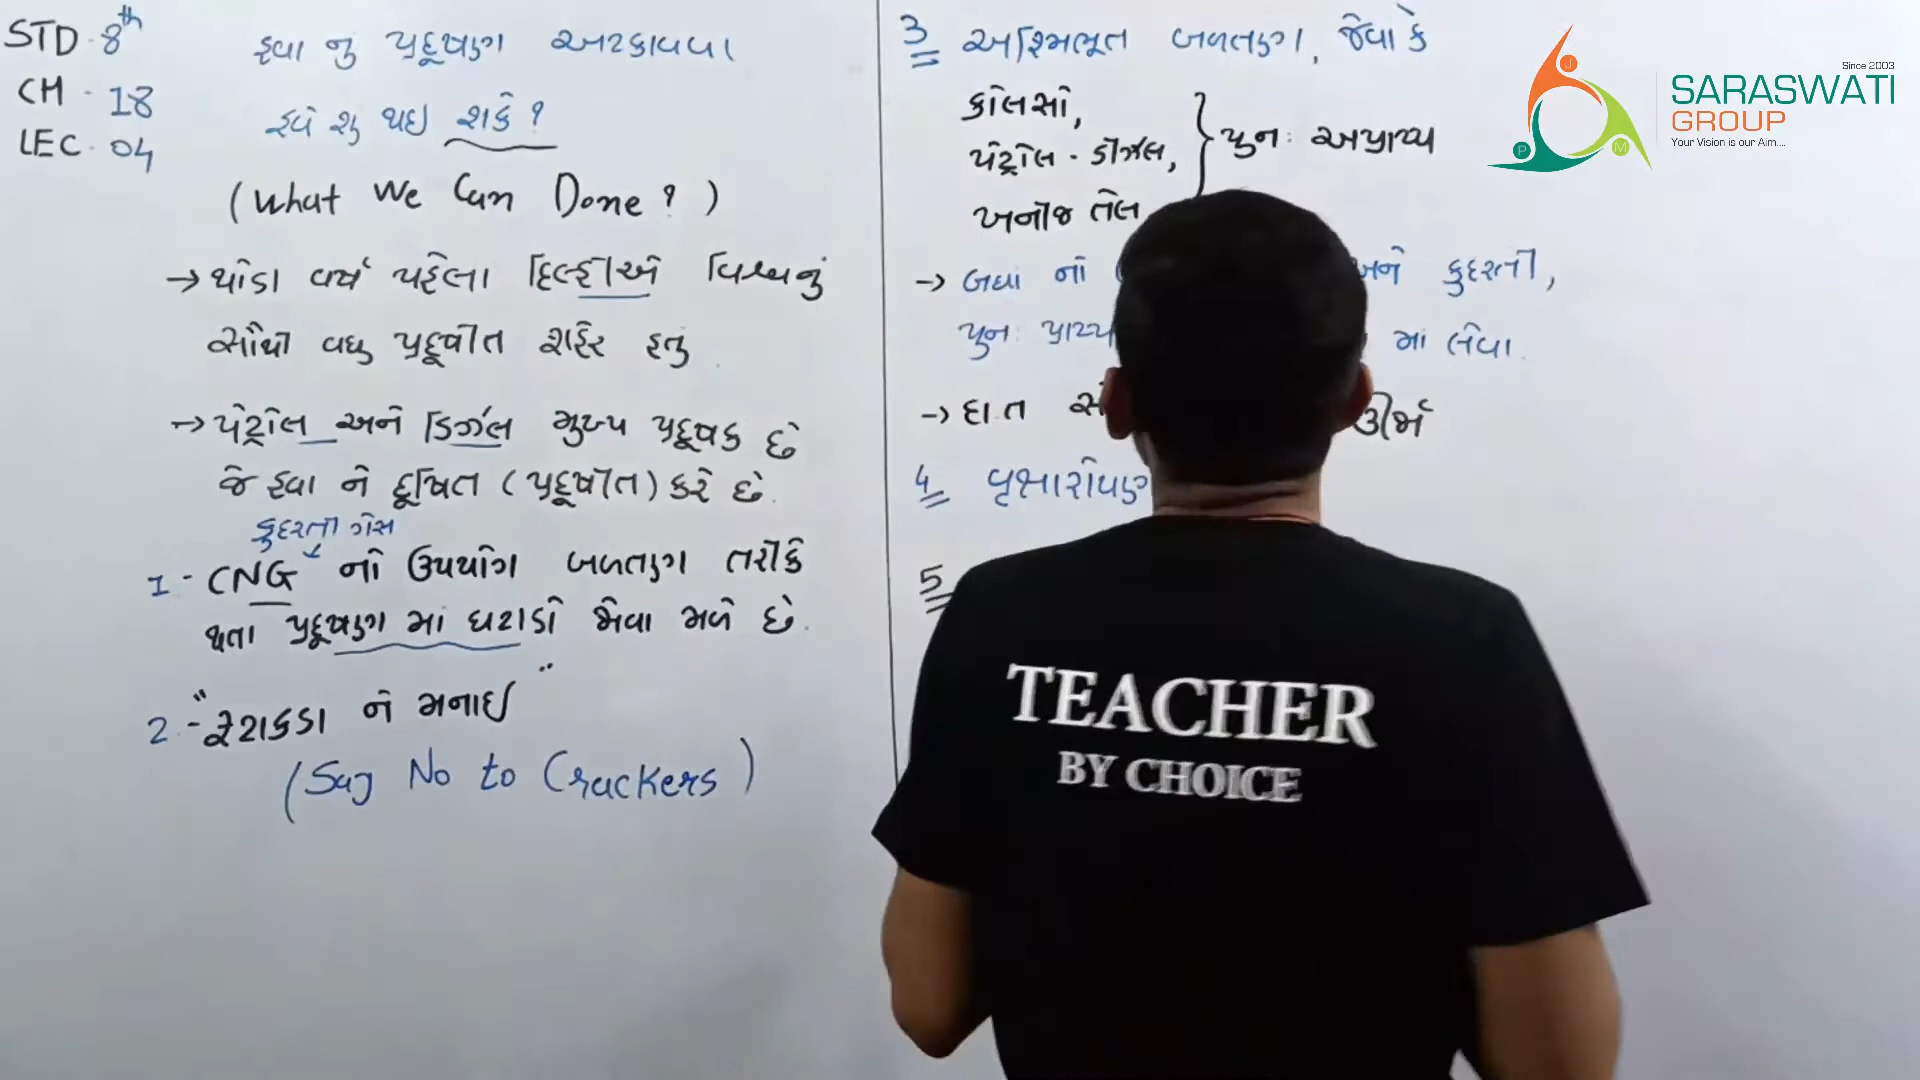 STD - 8th
CH - 18
LEC - 04
હવા નુ પ્રદૂષણ અટકાવવા
હવે શુ થઇ શકે ?
(What We Can Done ? )
→ થોડા વર્ષ પહેલા દિલ્હીએ વિશ્વનું
સૌથી વધુ પ્રદૂષીત શહેર હતુ.
→ પેટ્રોલ અને ડિઝલ મુખ્ય પ્રદૂષક છે
જે હવા ને દૂષિત (પ્રદૂષીત) કરે છે.
કુદરતી ગેસ
1 - CNG નો ઉપયોગ બળતણ તરીકે
થતા પ્રદૂષણ માં ઘટાડો જોવા મળે છે.
2 - "ફટાકડા ને મનાઇ"
(Say No to Crackers)
3 અશ્મિભૂત બળતણ, જેવા કે
કોલસો,
પેટ્રોલ - ડીઝલ, } પુનઃ અપ્રાપ્ય
ખનીજ તેલ
→ બધા નો અને કુદરતી,
પુનઃ પ્રાપ્ય માં લેવા.
→ દા.ત
4 વૃક્ષારોપણ
5
Since 2003
SARASWATI
GROUP
Your Vision is our Aim....
J
P
M
TEACHER
BY CHOICE